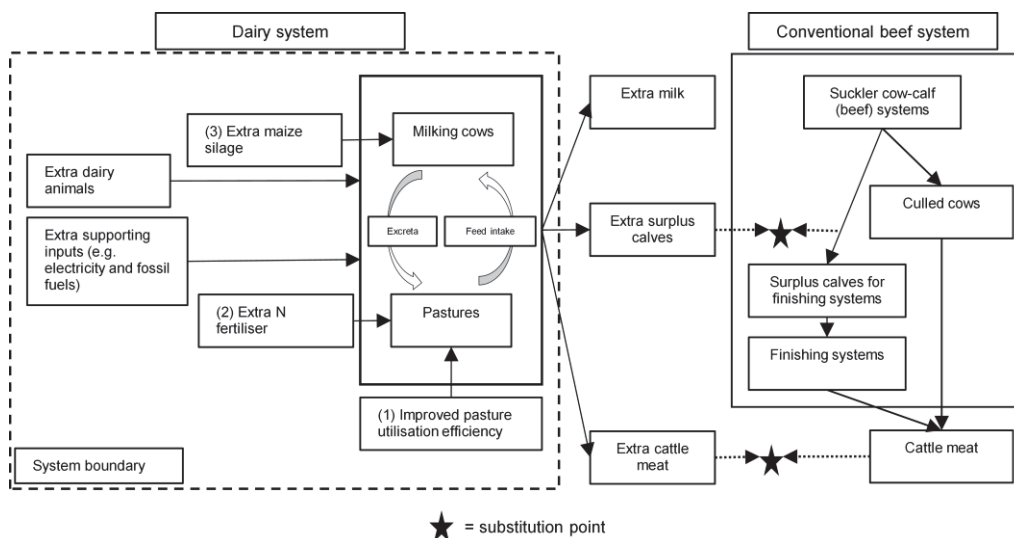 Dairy system
Conventional beef system
(3) Extra maize
silage
Milking cows
Extra milk
Suckler cow-calf
(beef) systems
Extra dairy
animals
Extra supporting
inputs (e.g.
electricity and fossil
fuels)
Excreta
Feed intake
Extra surplus
calves
Culled cows
(2) Extra N
fertiliser
Pastures
Surplus calves for
finishing systems
Finishing systems
(1) Improved pasture
utilisation efficiency
System boundary
Extra cattle
meat
Cattle meat
= substitution point